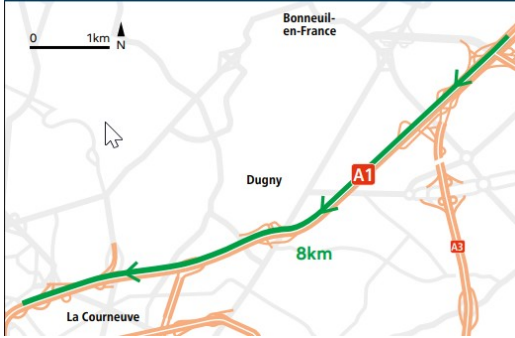 Bonneuil-
en-France
0 1km
N
A1
Dugny
8km
A3
La Courneuve